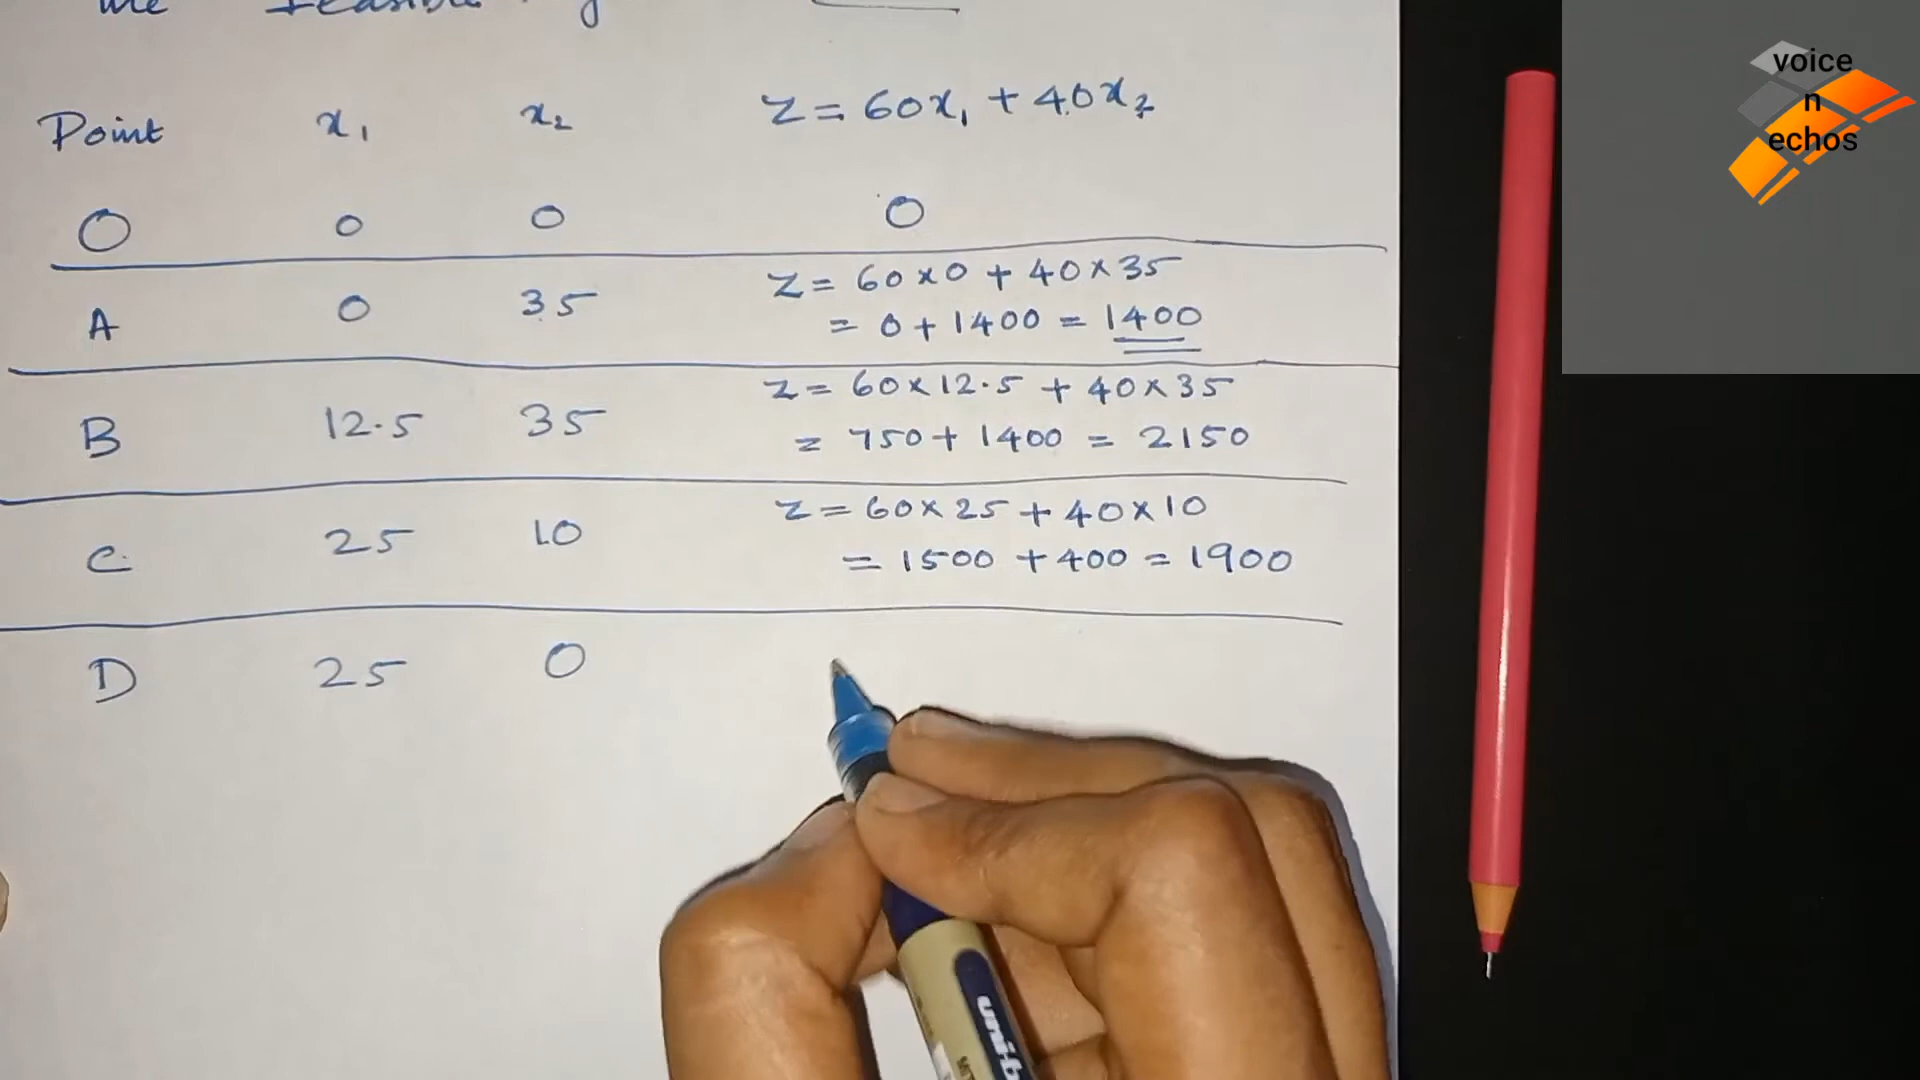 the Feasible
Point x₁ x₂ Z = 60x₁ + 40x₂
O 0 0 0
A 0 35 Z = 60×0 + 40×35
= 0 + 1400 = 1400
B 12.5 35 Z = 60×12.5 + 40×35
= 750 + 1400 = 2150
C 25 10 Z = 60×25 + 40×10
= 1500 + 400 = 1900
D 25 0
voice
n
echos